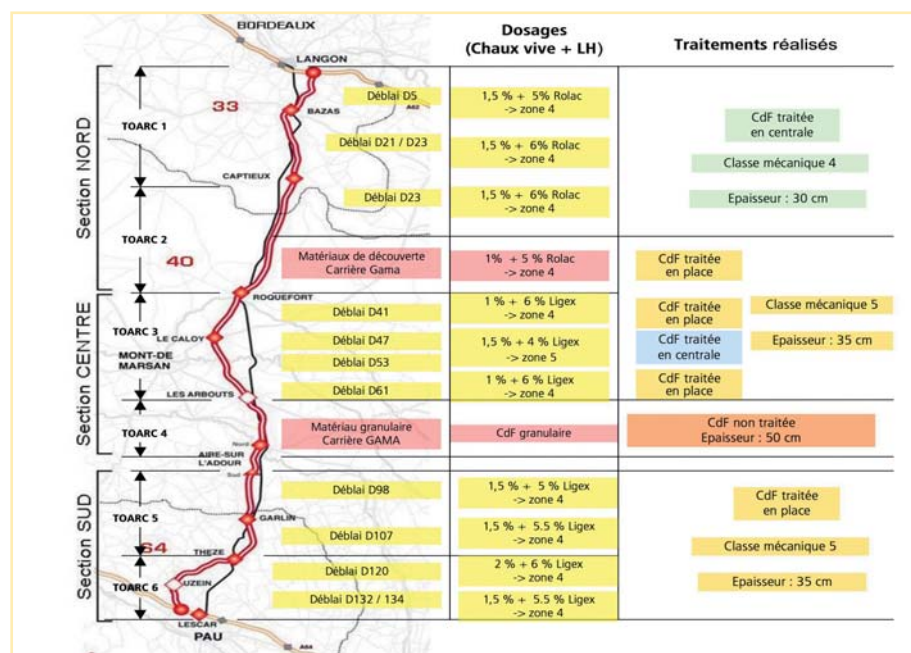 BORDEAUX
LANGON
33
BAZAS
A62
CAPTIEUX
40
ROQUEFORT
LE CALOY
MONT-DE
MARSAN
LES ARBOUTS
Nord
AIRE-SUR
L'ADOUR
Sud
GARLIN
64
THEZE
UZEIN
LESCAR
PAU
A64
Section NORD
TOARC 1
TOARC 2
Section CENTRE
TOARC 3
TOARC 4
Section SUD
TOARC 5
TOARC 6
Déblai D5
Déblai D21 / D23
Déblai D23
Matériaux de découverte
Carrière Gama
Déblai D41
Déblai D47
Déblai D53
Déblai D61
Matériau granulaire
Carrière GAMA
Déblai D98
Déblai D107
Déblai D120
Déblai D132 / 134
Dosages
(Chaux vive + LH)
1,5 % + 5% Rolac
-> zone 4
1,5 % + 6% Rolac
-> zone 4
1,5 % + 6% Rolac
-> zone 4
1% + 5 % Rolac
-> zone 4
1 % + 6 % Ligex
-> zone 4
1,5 % + 4 % Ligex
-> zone 5
1 % + 6 % Ligex
-> zone 4
CdF granulaire
1,5 % + 5 % Ligex
-> zone 4
1,5 % + 5.5 % Ligex
-> zone 4
2 % + 6 % Ligex
-> zone 4
1,5 % + 5.5 % Ligex
-> zone 4
Traitements réalisés
CdF traitée
en centrale
Classe mécanique 4
Epaisseur : 30 cm
CdF traitée
en place
CdF traitée
en place
Classe mécanique 5
CdF traitée
en centrale
Epaisseur : 35 cm
CdF traitée
en place
CdF non traitée
Epaisseur : 50 cm
CdF traitée
en place
Classe mécanique 5
Epaisseur : 35 cm